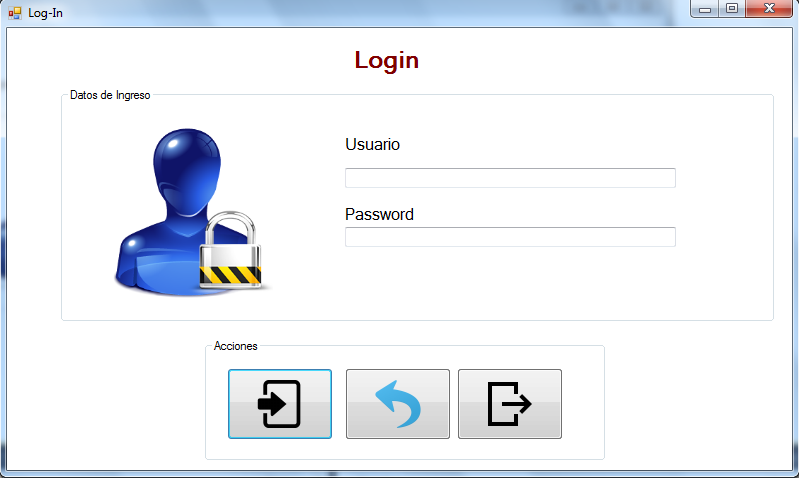 Log-In
Login
Datos de Ingreso
Usuario
Password
Acciones